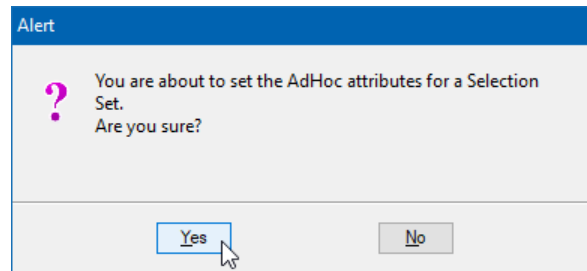 Alert
?
You are about to set the AdHoc attributes for a Selection
Set.
Are you sure?
Yes
No